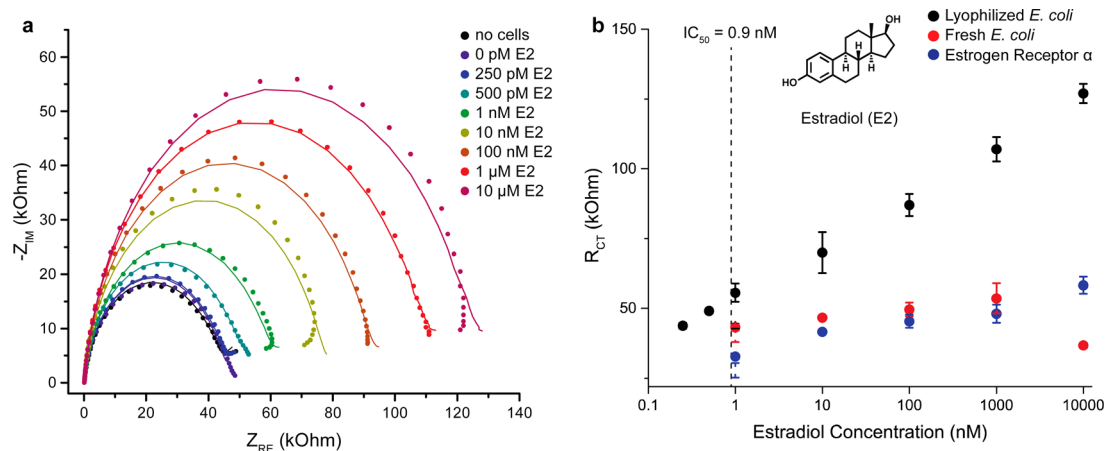 a
-Z_IM (kOhm)
60
50
40
30
20
10
0
0
20
40
60
80
100
120
140
Z_RE (kOhm)
no cells
0 pM E2
250 pM E2
500 pM E2
1 nM E2
10 nM E2
100 nM E2
1 µM E2
10 µM E2
b
R_CT (kOhm)
150
100
50
0.1
1
10
100
1000
10000
Estradiol Concentration (nM)
IC50 = 0.9 nM
OH
H
H
H
HO
Estradiol (E2)
Lyophilized E. coli
Fresh E. coli
Estrogen Receptor α